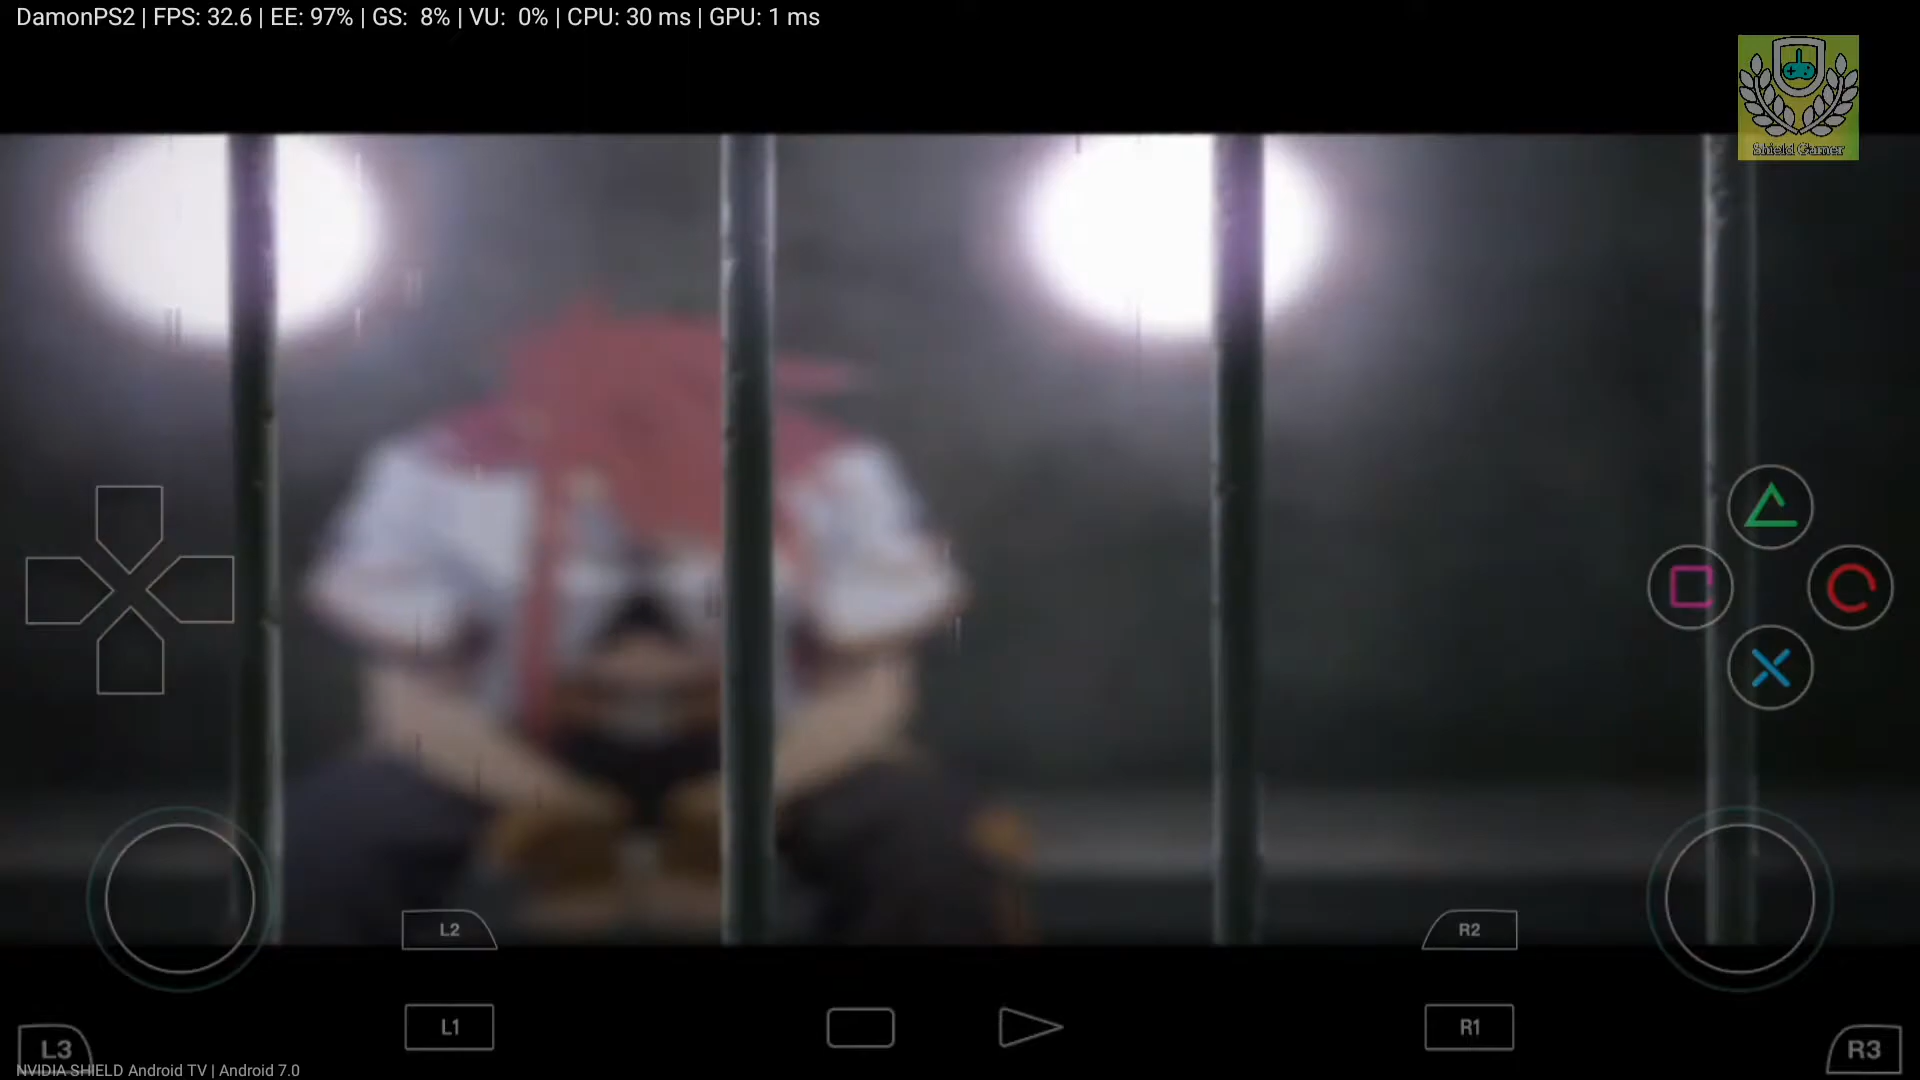 DamonPS2 | FPS: 32.6 | EE: 97% | GS:  8% | VU:  0% | CPU: 30 ms | GPU: 1 ms
Shield Gamer
L2
R2
L1
R1
L3
R3
NVIDIA SHIELD Android TV | Android 7.0